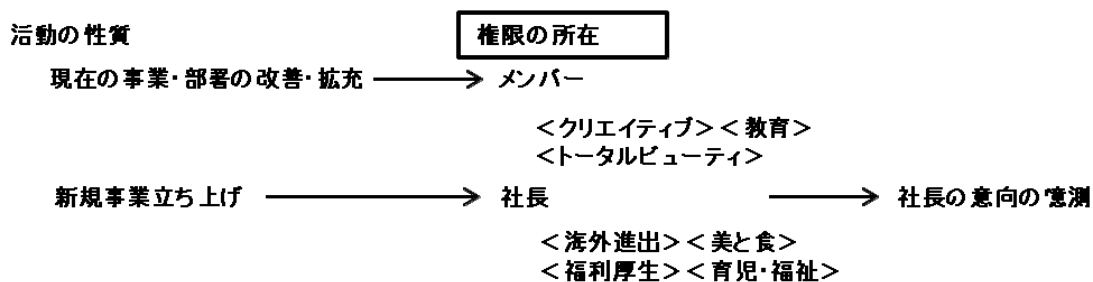 活動の性質 権限の所在
現在の事業・部署の改善・拡充 メンバー
＜クリエイティブ＞＜教育＞
＜トータルビューティ＞
新規事業立ち上げ 社長 社長の意向の憶測
＜海外進出＞＜美と食＞
＜福利厚生＞＜育児・福祉＞